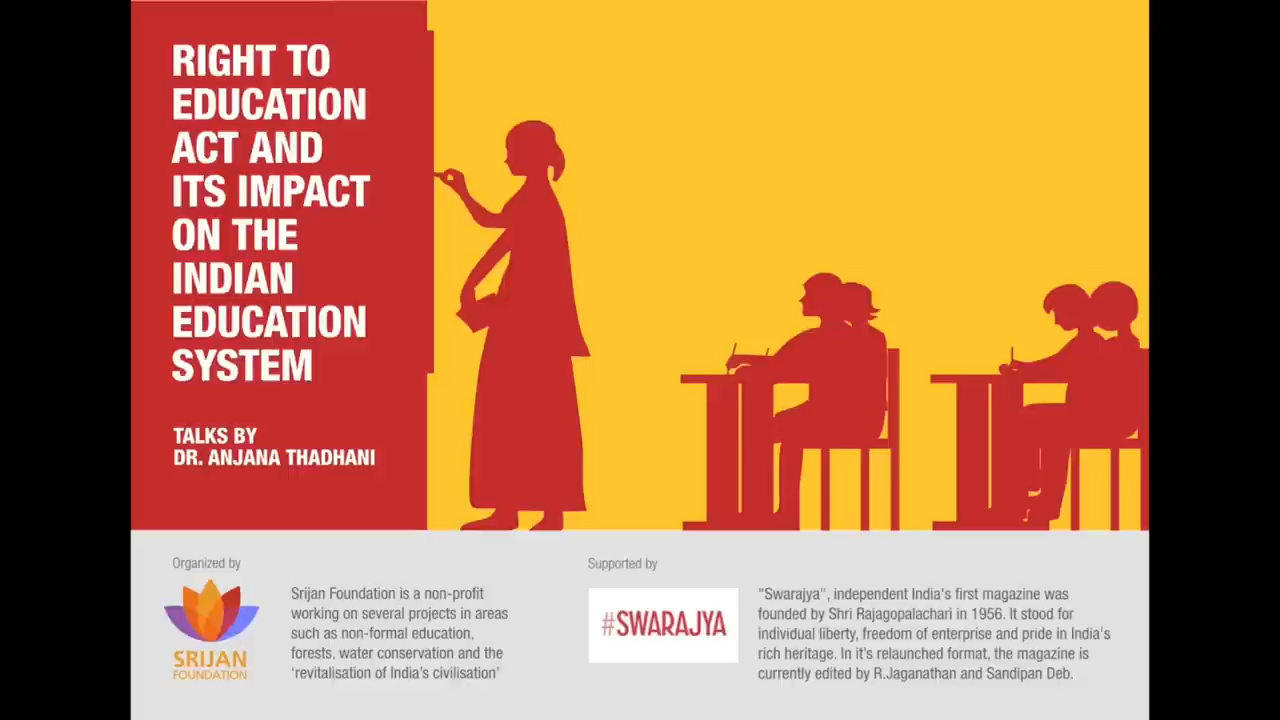 RIGHT TO
EDUCATION
ACT AND
ITS IMPACT
ON THE
INDIAN
EDUCATION
SYSTEM
TALKS BY
DR. ANJANA THADHANI
Organized by
SRIJAN
FOUNDATION
Srijan Foundation is a non-profit
working on several projects in areas
such as non-formal education,
forests, water conservation and the
'revitalisation of India's civilisation'
Supported by
#SWARAJYA
"Swarajya", independent India's first magazine was
founded by Shri Rajagopalachari in 1956. It stood for
individual liberty, freedom of enterprise and pride in India's
rich heritage. In it's relaunched format, the magazine is
currently edited by R.Jaganathan and Sandipan Deb.